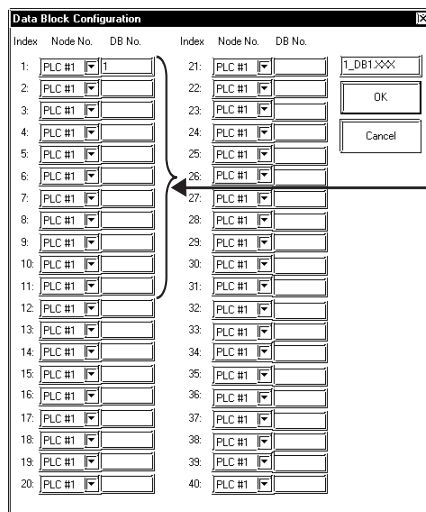 Data Block Configuration
Index Node No. DB No. Index Node No. DB No.
1: PLC #1 1 21: PLC #1 1_DB1:XXX
2: PLC #1 22: PLC #1 OK
3: PLC #1 23: PLC #1
4: PLC #1 24: PLC #1 Cancel
5: PLC #1 25: PLC #1
6: PLC #1 26: PLC #1
7: PLC #1 27: PLC #1
8: PLC #1 28: PLC #1
9: PLC #1 29: PLC #1
10: PLC #1 30: PLC #1
11: PLC #1 31: PLC #1
12: PLC #1 32: PLC #1
13: PLC #1 33: PLC #1
14: PLC #1 34: PLC #1
15: PLC #1 35: PLC #1
16: PLC #1 36: PLC #1
17: PLC #1 37: PLC #1
18: PLC #1 38: PLC #1
19: PLC #1 39: PLC #1
20: PLC #1 40: PLC #1